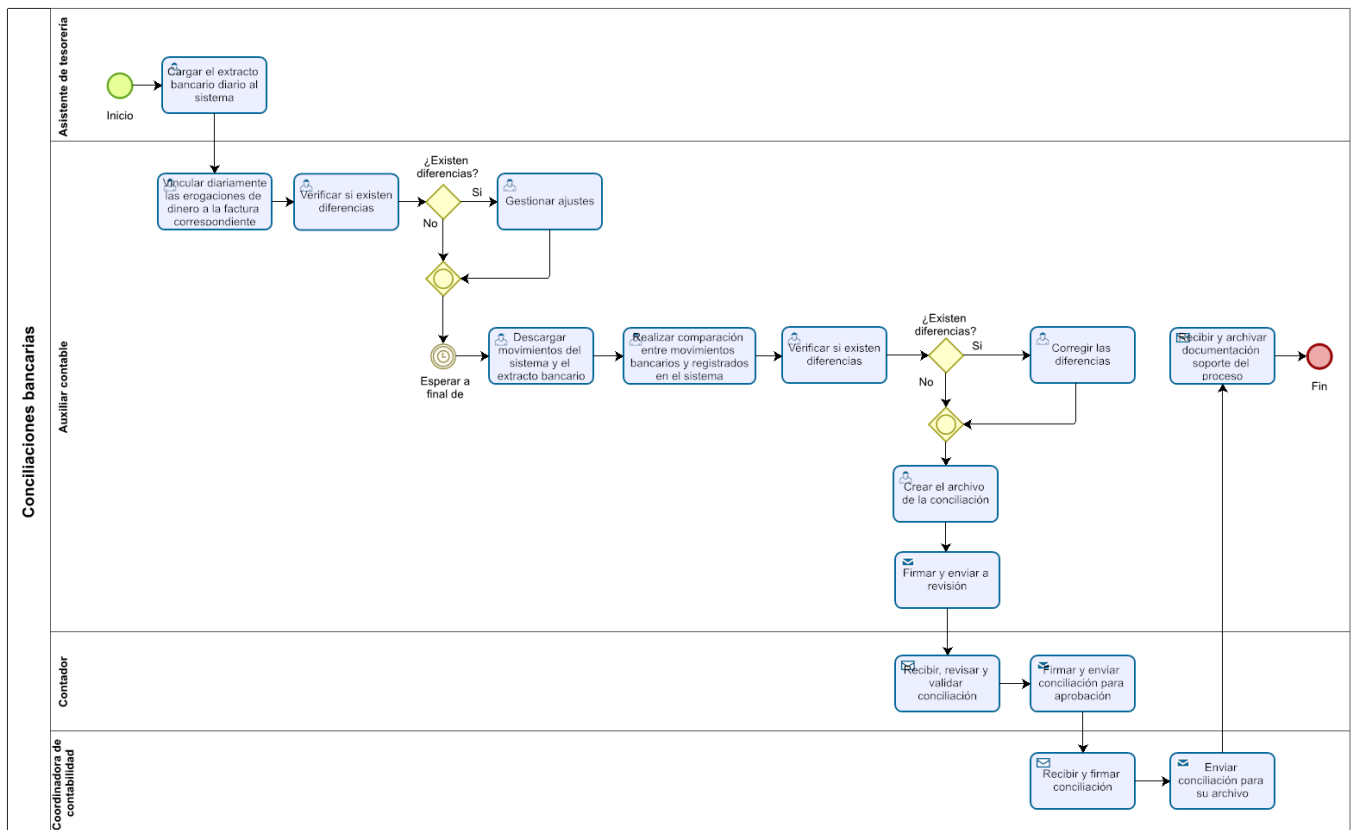 Conciliaciones bancarias
Asistente de tesorería
Inicio
Cargar el extracto
bancario diario al
sistema
Auxiliar contable
Vincular diariamente
las erogaciones de
dinero a la factura
correspondiente
Verificar si existen
diferencias
¿Existen
diferencias?
Si
No
Gestionar ajustes
Esperar a
final de
Descargar
movimientos del
sistema y el
extracto bancario
Realizar comparación
entre movimientos
bancarios y registrados
en el sistema
Verificar si existen
diferencias
¿Existen
diferencias?
Si
No
Corregir las
diferencias
Crear el archivo
de la conciliación
Firmar y enviar a
revisión
Recibir y archivar
documentación
soporte del
proceso
Fin
Contador
Recibir, revisar y
validar
conciliación
Firmar y enviar
conciliación para
aprobación
Coordinadora de
contabilidad
Recibir y firmar
conciliación
Enviar
conciliación para
su archivo